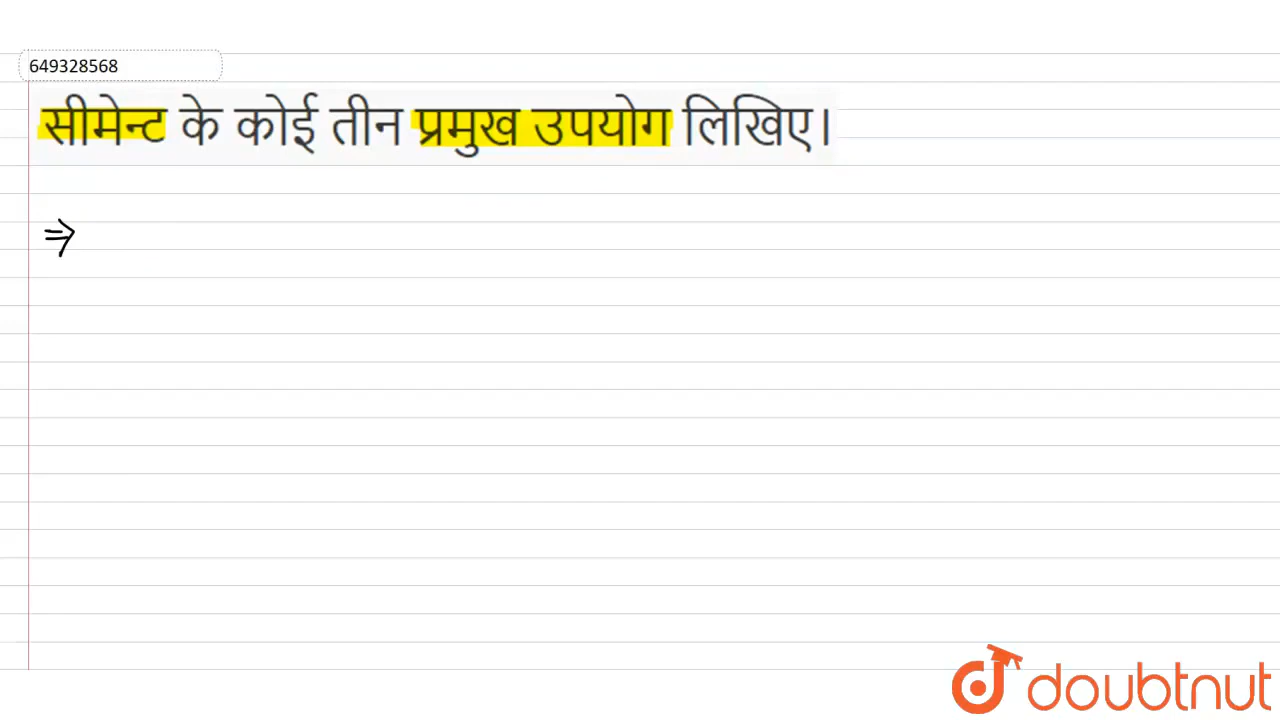 649328568
सीमेन्ट के कोई तीन प्रमुख उपयोग लिखिए।
⇒
doubtnut